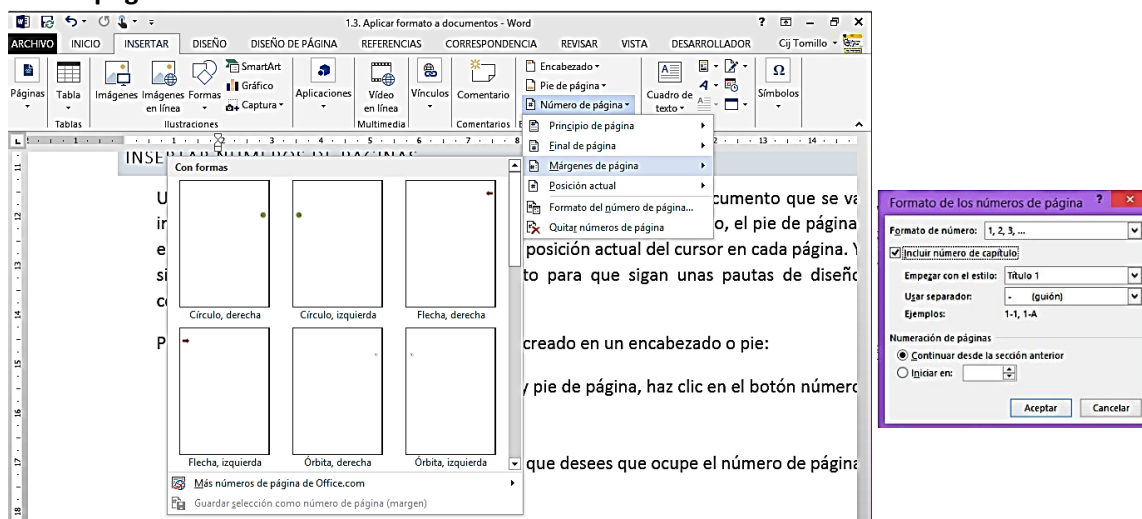 1.3. Aplicar formato a documentos - Word
ARCHIVO INICIO INSERTAR DISEÑO DISEÑO DE PÁGINA REFERENCIAS CORRESPONDENCIA REVISAR VISTA DESARROLLADOR Cij Tomillo
Páginas
Tabla
Tablas
Imágenes
Imágenes en línea
Formas
SmartArt
Gráfico
Captura
Ilustraciones
Aplicaciones
Vídeo en línea
Multimedia
Vínculos
Comentario
Comentarios
Encabezado
Pie de página
Número de página
Cuadro de texto
Símbolos
Principio de página
Final de página
Márgenes de página
Posición actual
Formato del número de página...
Quitar números de página
Con formas
Círculo, derecha
Círculo, izquierda
Flecha, derecha
Flecha, izquierda
Órbita, derecha
Órbita, izquierda
Más números de página de Office.com
Guardar selección como número de página (margen)
INSERTAR NÚMEROS DE PÁGINAS
cumento que se va
o, el pie de página
posición actual del cursor en cada página. Y
to para que sigan unas pautas de diseño
creado en un encabezado o pie:
y pie de página, haz clic en el botón número
que desees que ocupe el número de página
Formato de los números de página
Formato de número: 1, 2, 3, ...
Incluir número de capítulo
Empezar con el estilo: Título 1
Usar separador: - (guión)
Ejemplos: 1-1, 1-A
Numeración de páginas
Continuar desde la sección anterior
Iniciar en:
Aceptar Cancelar